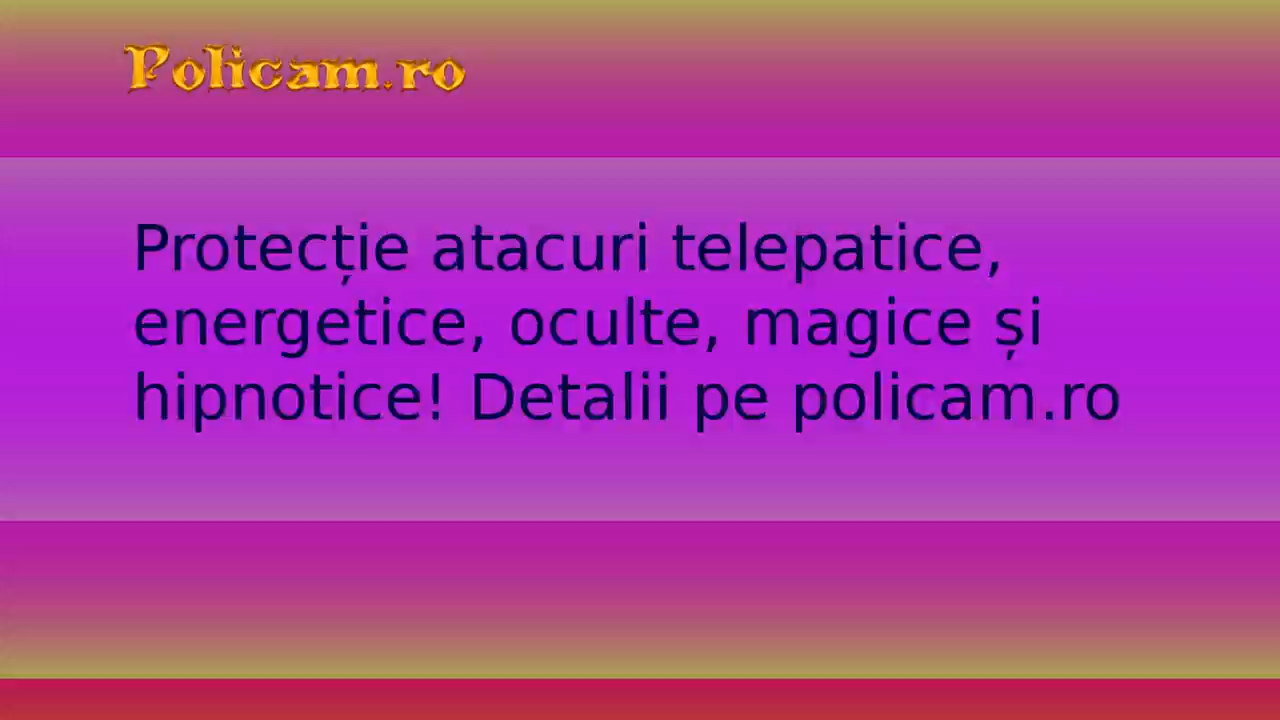 Policam.ro
Protecție atacuri telepatice,
energetice, oculte, magice și
hipnotice! Detalii pe policam.ro